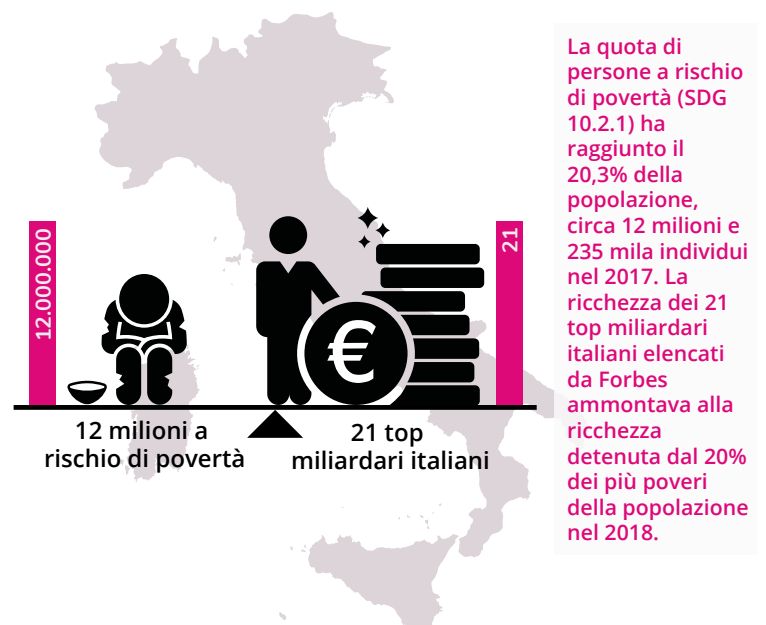 12.000.000
12 milioni a
rischio di povertà
€
21
21 top
miliardari italiani
La quota di
persone a rischio
di povertà (SDG
10.2.1) ha
raggiunto il
20,3% della
popolazione,
circa 12 milioni e
235 mila individui
nel 2017. La
ricchezza dei 21
top miliardari
italiani elencati
da Forbes
ammontava alla
ricchezza
detenuta dal 20%
dei più poveri
della popolazione
nel 2018.